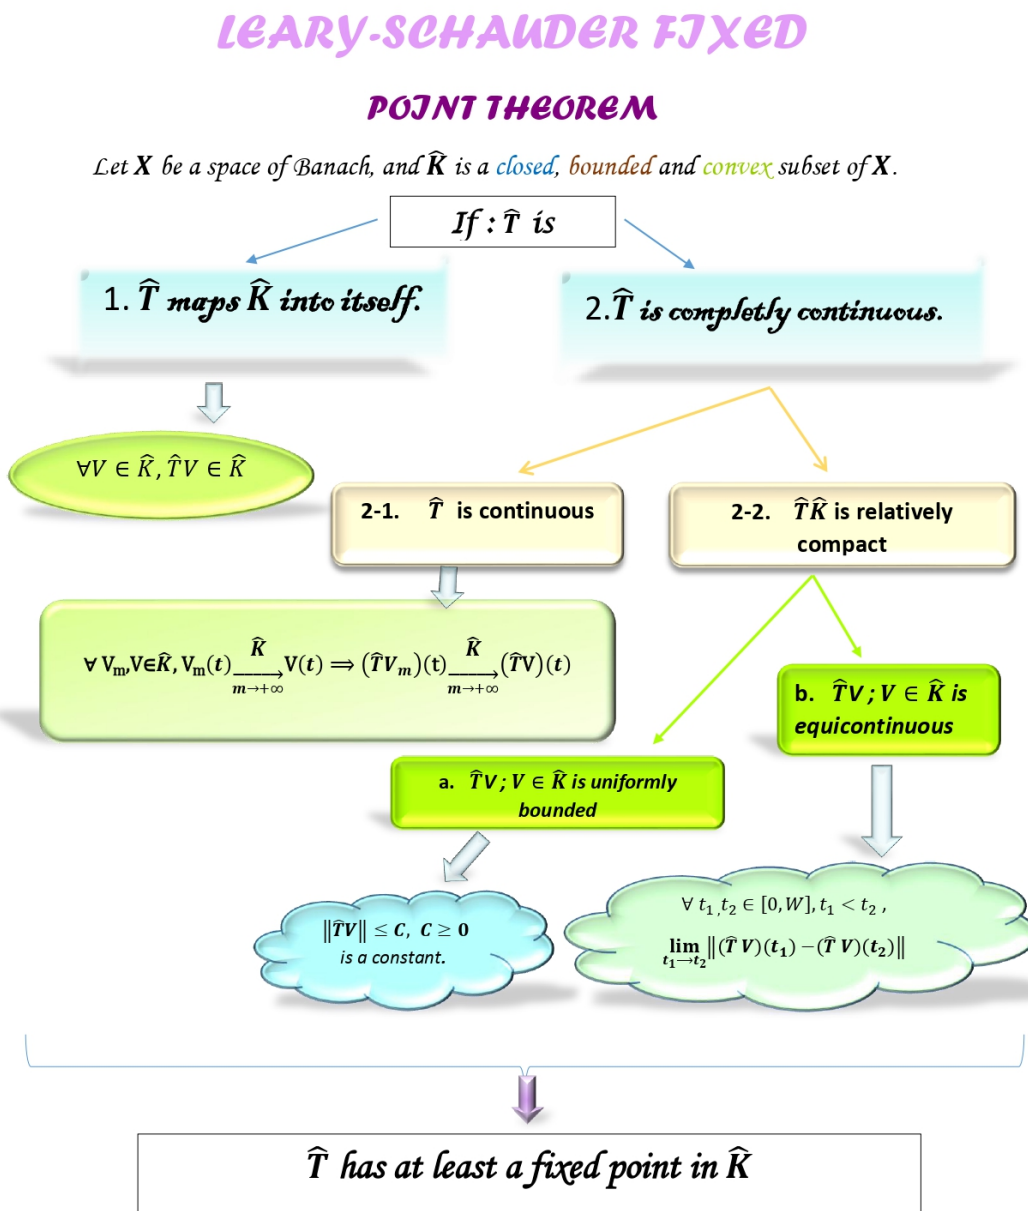 LEARY-SCHAUDER FIXED
POINT THEOREM
Let X be a space of Banach, and K̂ is a closed, bounded and convex subset of X.
If : T̂ is
1. T̂ maps K̂ into itself.
2.T̂ is completly continuous.
∀V ∈ K̂, T̂V ∈ K̂
2-1. T̂ is continuous
2-2. T̂K̂ is relatively
compact
∀ Vₘ,V∈K̂, Vₘ(t) —K̂→ (m→+∞) V(t) ⟹ (T̂Vₘ)(t) —K̂→ (m→+∞) (T̂V)(t)
b. T̂V ; V ∈ K̂ is
equicontinuous
a. T̂V ; V ∈ K̂ is uniformly
bounded
‖T̂V‖ ≤ C, C ≥ 0
is a constant.
∀ t₁,t₂ ∈ [0, W], t₁ < t₂ ,
lim t₁→t₂ ‖(T̂ V)(t₁) −(T̂ V)(t₂)‖
T̂ has at least a fixed point in K̂